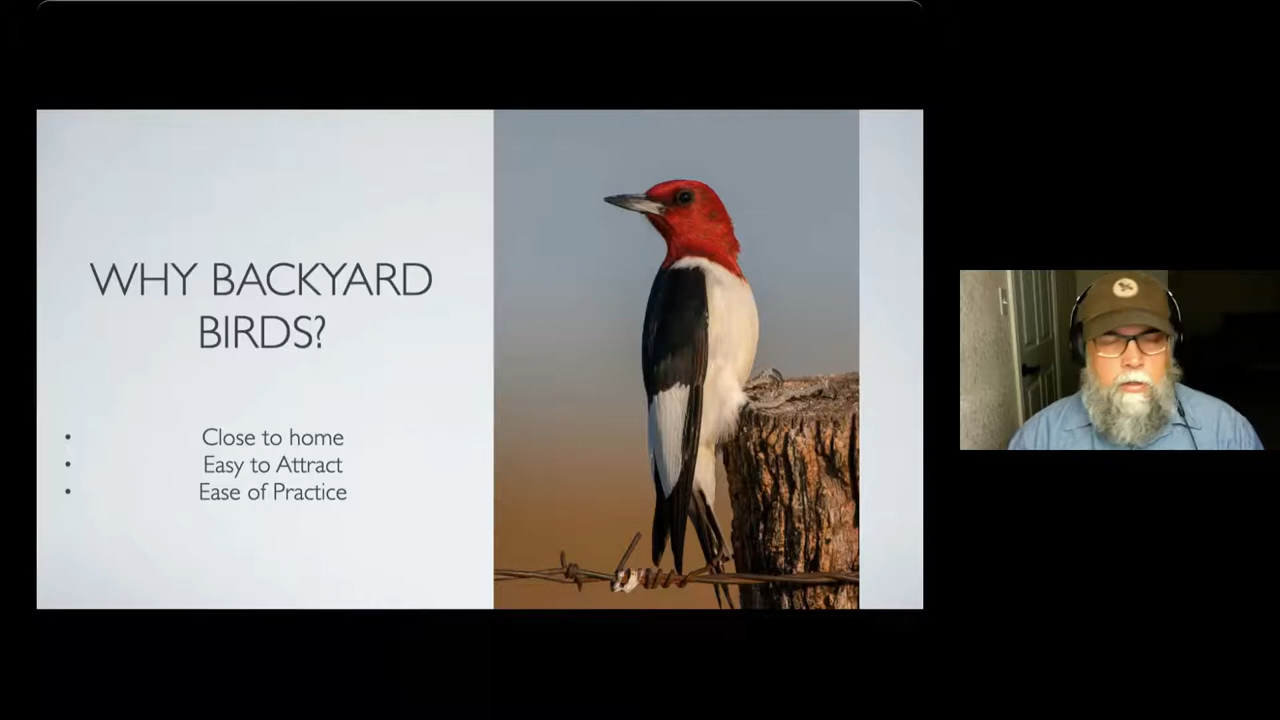 WHY BACKYARD
BIRDS?
• Close to home
• Easy to Attract
• Ease of Practice